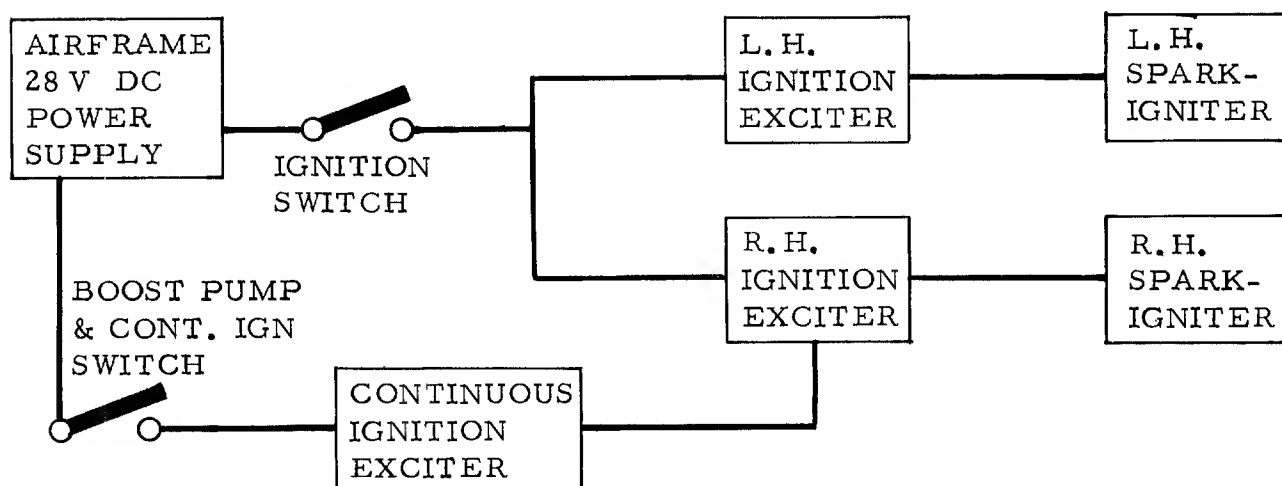 AIRFRAME
28 V DC
POWER
SUPPLY
IGNITION
SWITCH
L. H.
IGNITION
EXCITER
L. H.
SPARK-
IGNITER
R. H.
IGNITION
EXCITER
R. H.
SPARK-
IGNITER
BOOST PUMP
& CONT. IGN
SWITCH
CONTINUOUS
IGNITION
EXCITER